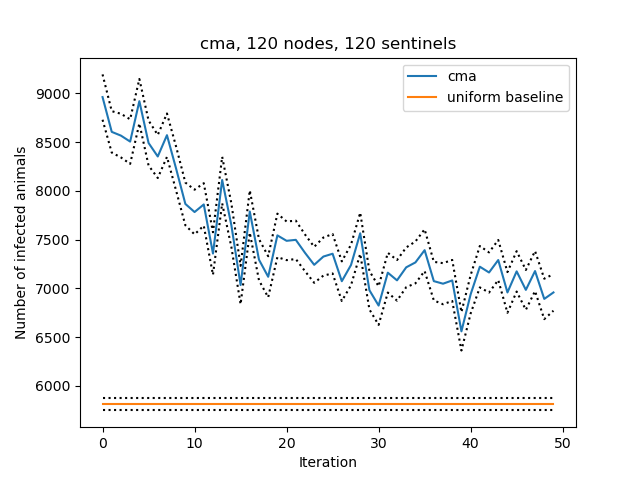 cma, 120 nodes, 120 sentinels
cma
uniform baseline
Number of infected animals
9000
8500
8000
7500
7000
6500
6000
0 10 20 30 40 50
Iteration